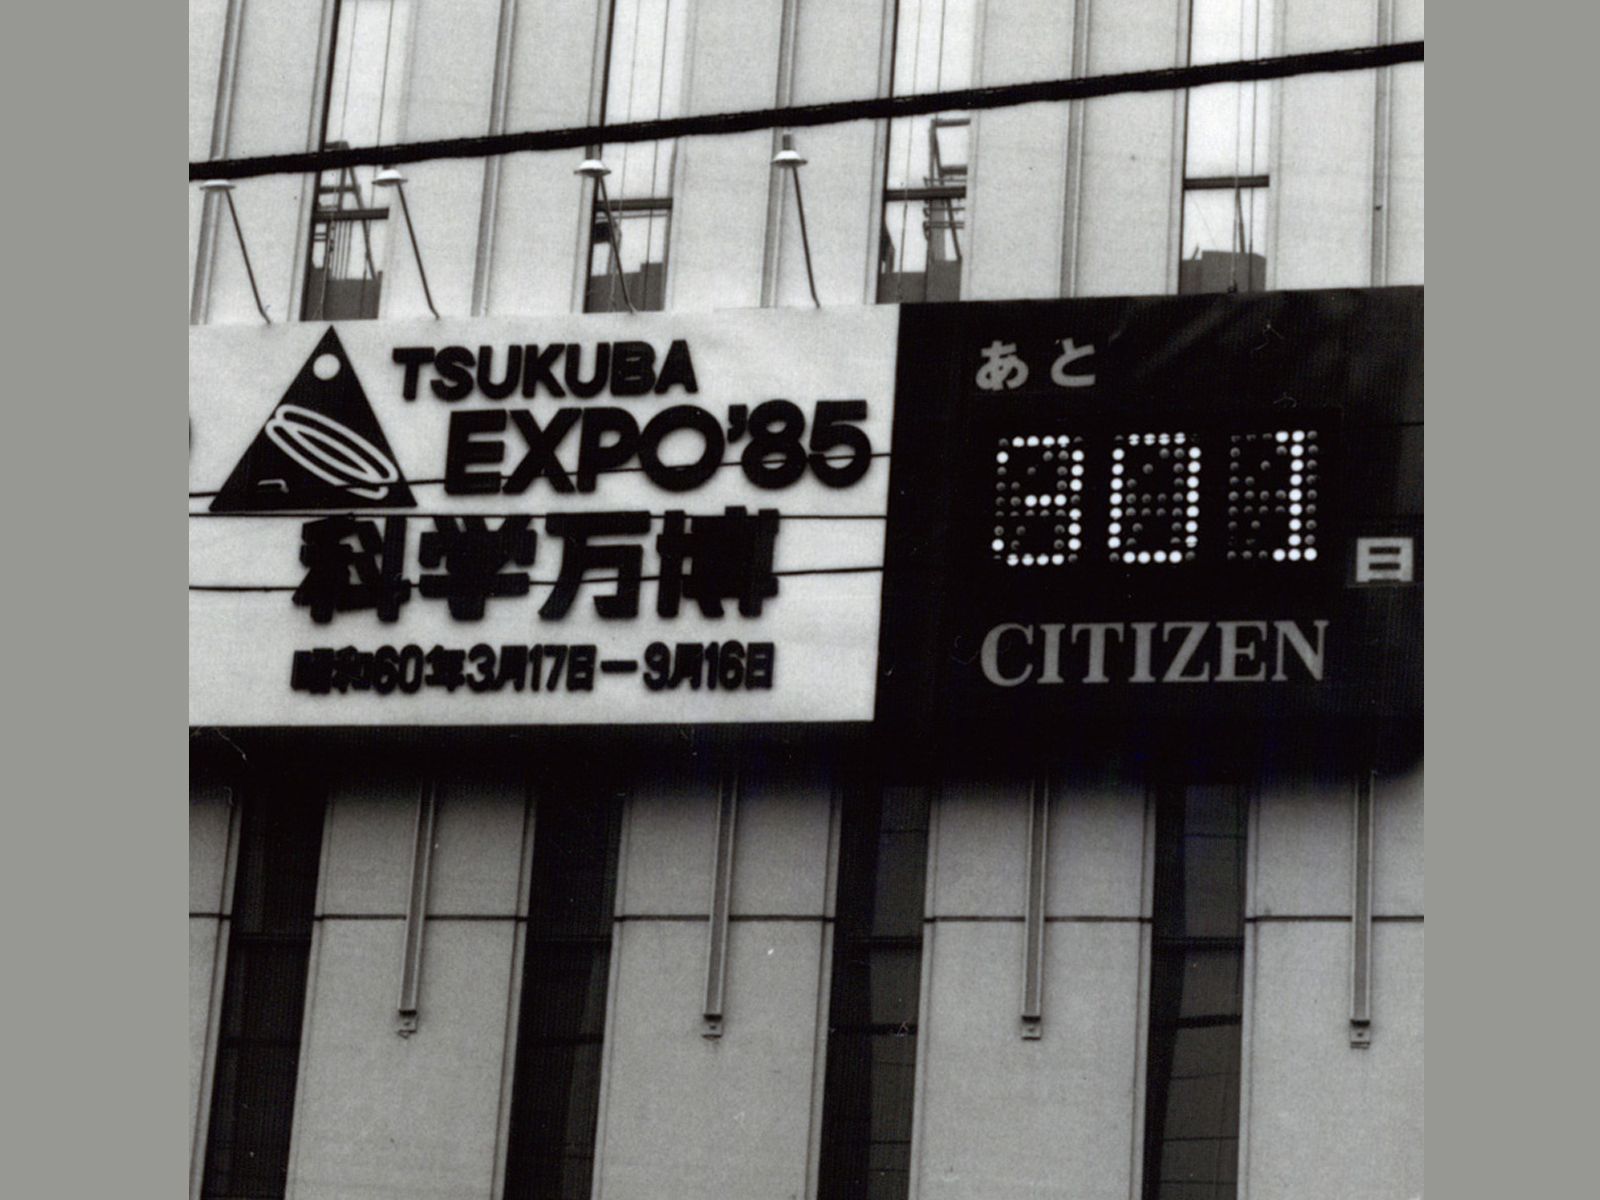 TSUKUBA
EXPO'85
科学万博
昭和60年3月17日-9月16日
あと
301
日
CITIZEN